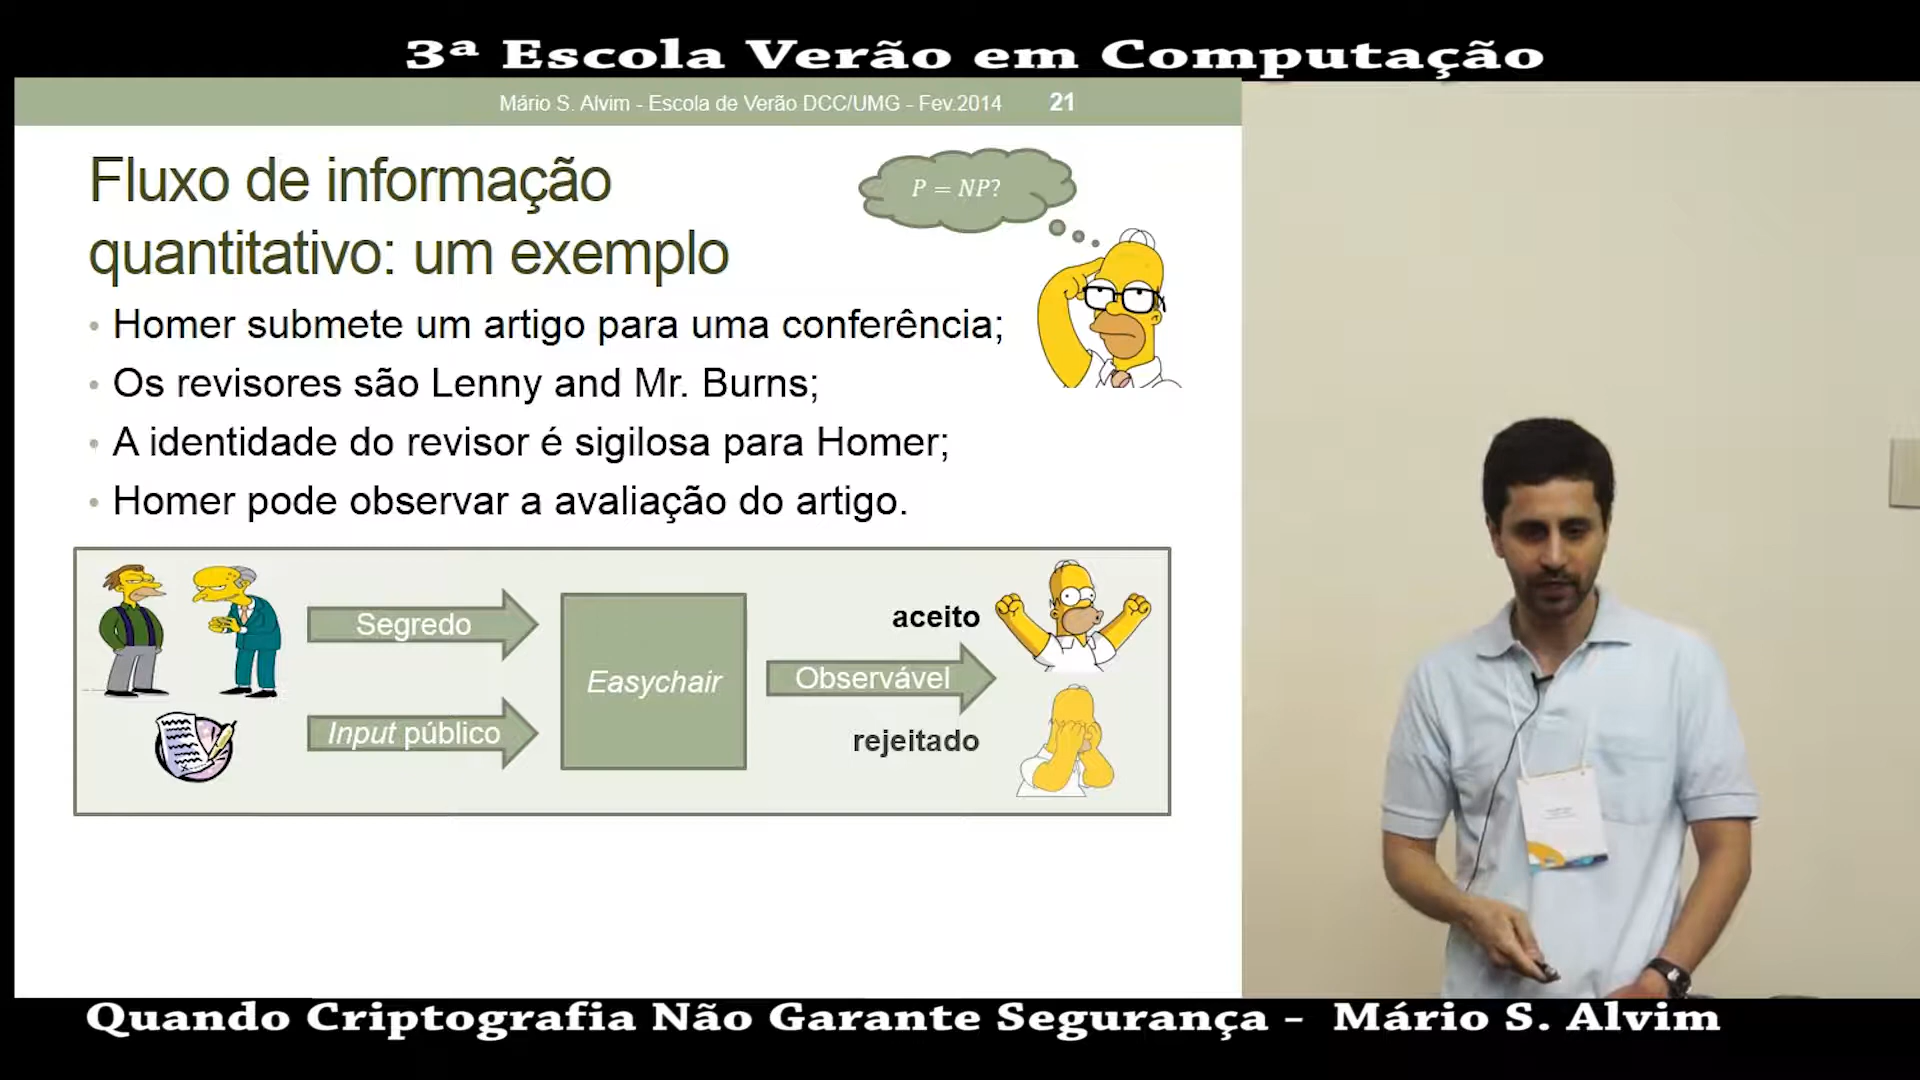 3ª Escola Verão em Computação
Mário S. Alvim - Escola de Verão DCC/UMG - Fev.2014 21
Fluxo de informação
quantitativo: um exemplo
P = NP?
• Homer submete um artigo para uma conferência;
• Os revisores são Lenny and Mr. Burns;
• A identidade do revisor é sigilosa para Homer;
• Homer pode observar a avaliação do artigo.
Segredo
Input público
Easychair
Observável
aceito
rejeitado
Quando Criptografia Não Garante Segurança - Mário S. Alvim